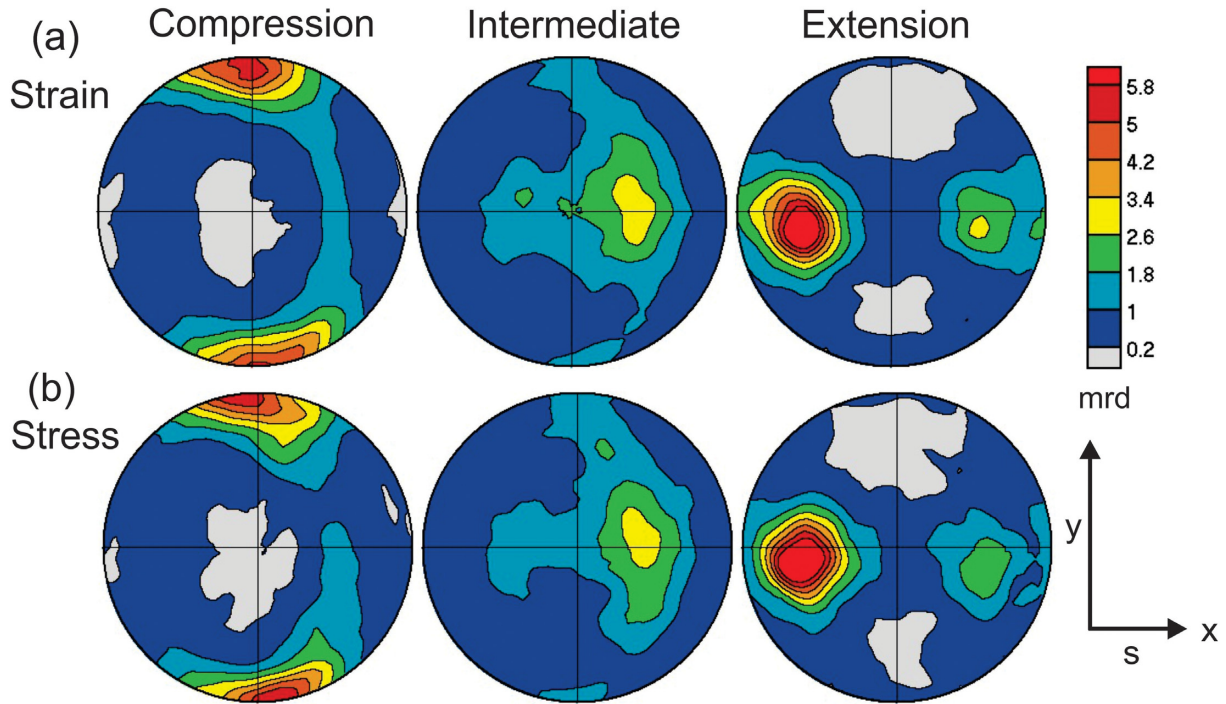 (a) Compression Intermediate Extension
Strain
5.8
5
4.2
3.4
2.6
1.8
1
0.2
mrd
(b)
Stress
y
x
s